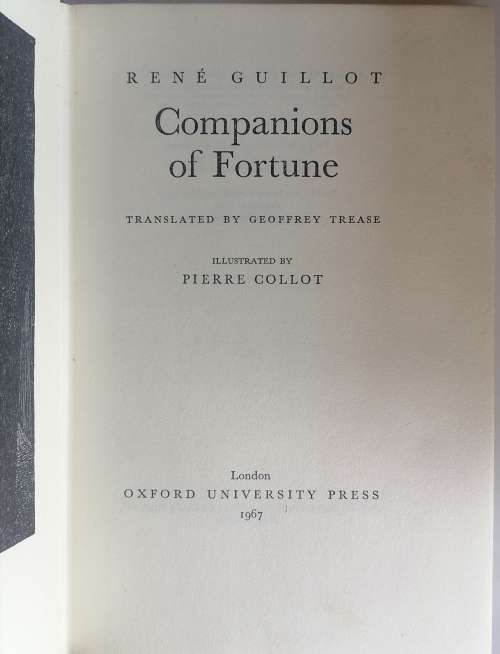 RENÉ GUILLOT
Companions
of Fortune
TRANSLATED BY GEOFFREY TREASE
ILLUSTRATED BY
PIERRE COLLOT
London
OXFORD UNIVERSITY PRESS
1967